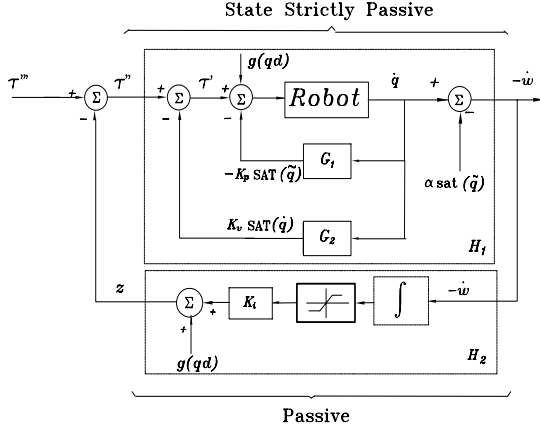 State Strictly Passive
g(qd)
τ''' + Σ τ'' + Σ τ' + Σ Robot q̇ + Σ -ẇ
- - - -
-Kp SAT (q̃) G1
α sat (q̃)
Kv SAT(q̇) G2
H1
z Σ + Ki ∫ -ẇ
+
g(qd)
H2
Passive